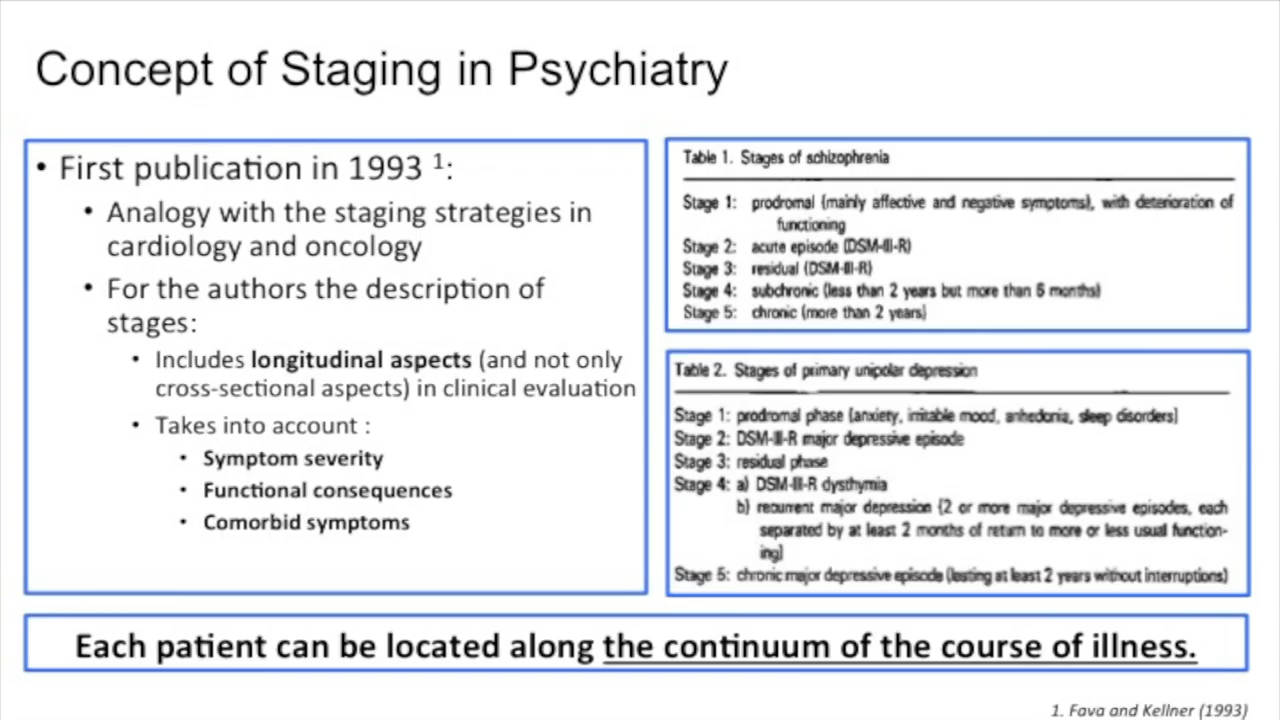 Concept of Staging in Psychiatry
• First publication in 1993 ¹:
• Analogy with the staging strategies in
cardiology and oncology
• For the authors the description of
stages:
• Includes longitudinal aspects (and not only
cross-sectional aspects) in clinical evaluation
• Takes into account :
• Symptom severity
• Functional consequences
• Comorbid symptoms
Table 1. Stages of schizophrenia
Stage 1: prodromal (mainly affective and negative symptoms), with deterioration of
functioning
Stage 2: acute episode (DSM-III-R)
Stage 3: residual (DSM-III-R)
Stage 4: subchronic (less than 2 years but more than 6 months)
Stage 5: chronic (more than 2 years)
Table 2. Stages of primary unipolar depression
Stage 1: prodromal phase (anxiety, irritable mood, anhedonia, sleep disorders)
Stage 2: DSM-III-R major depressive episode
Stage 3: residual phase
Stage 4: a) DSM-III-R dysthymia
b) recurrent major depression (2 or more major depressive episodes, each
separated by at least 2 months of return to more or less usual function-
ing)
Stage 5: chronic major depressive episode (lasting at least 2 years without interruptions)
Each patient can be located along the continuum of the course of illness.
1. Fava and Kellner (1993)